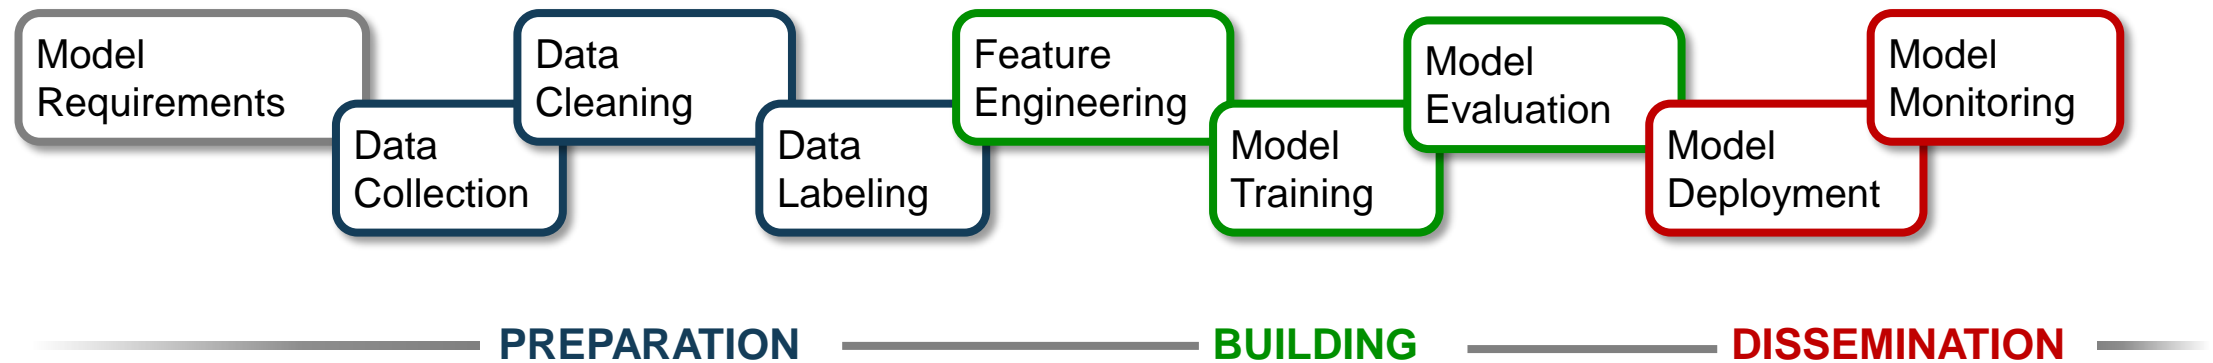 Model
Requirements
Data
Collection
Data
Cleaning
Data
Labeling
Feature
Engineering
Model
Training
Model
Evaluation
Model
Deployment
Model
Monitoring
PREPARATION
BUILDING
DISSEMINATION